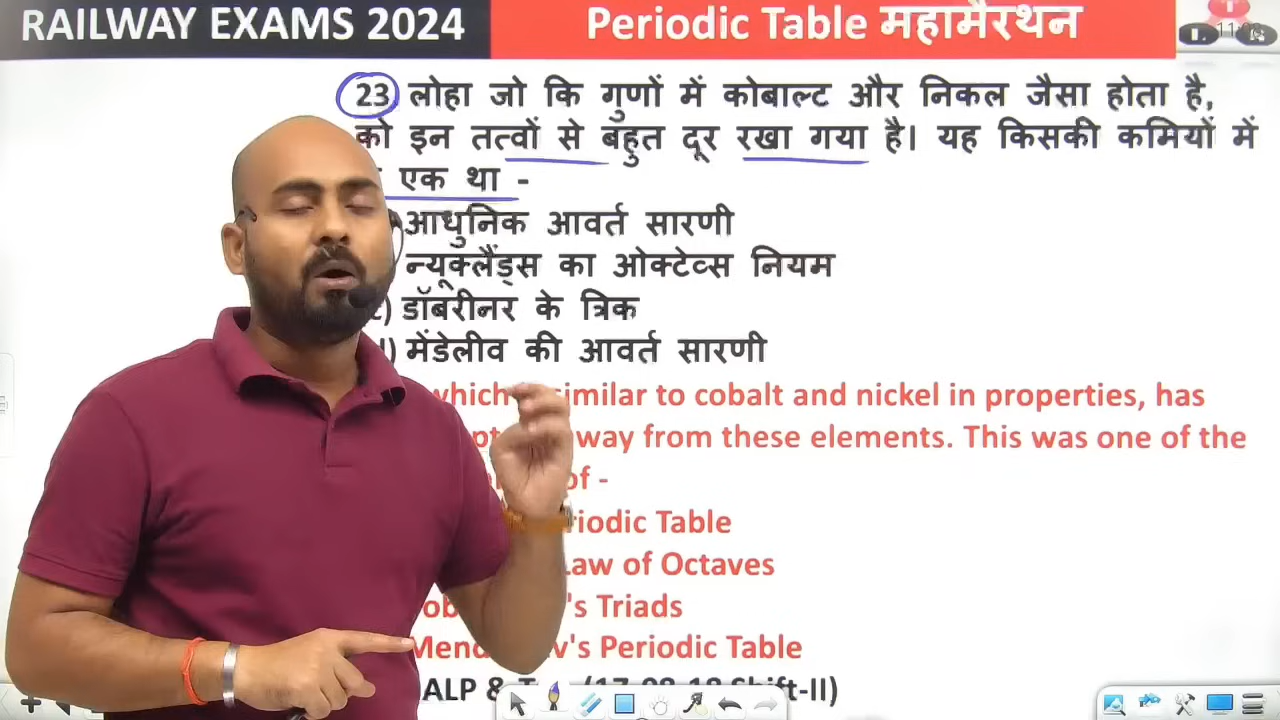 RAILWAY EXAMS 2024
Periodic Table महामैरथन
23 लोहा जो कि गुणों में कोबाल्ट और निकल जैसा होता है,
को इन तत्वों से बहुत दूर रखा गया है। यह किसकी कमियों में
एक था -
आधुनिक आवर्त सारणी
न्यूक्लैंड्स का ओक्टेव्स नियम
डॉबरीनर के त्रिक
मेंडेलीव की आवर्त सारणी
which similar to cobalt and nickel in properties, has
away from these elements. This was one of the
of -
Table
Law of Octaves
's Triads
's Periodic Table
ALP &